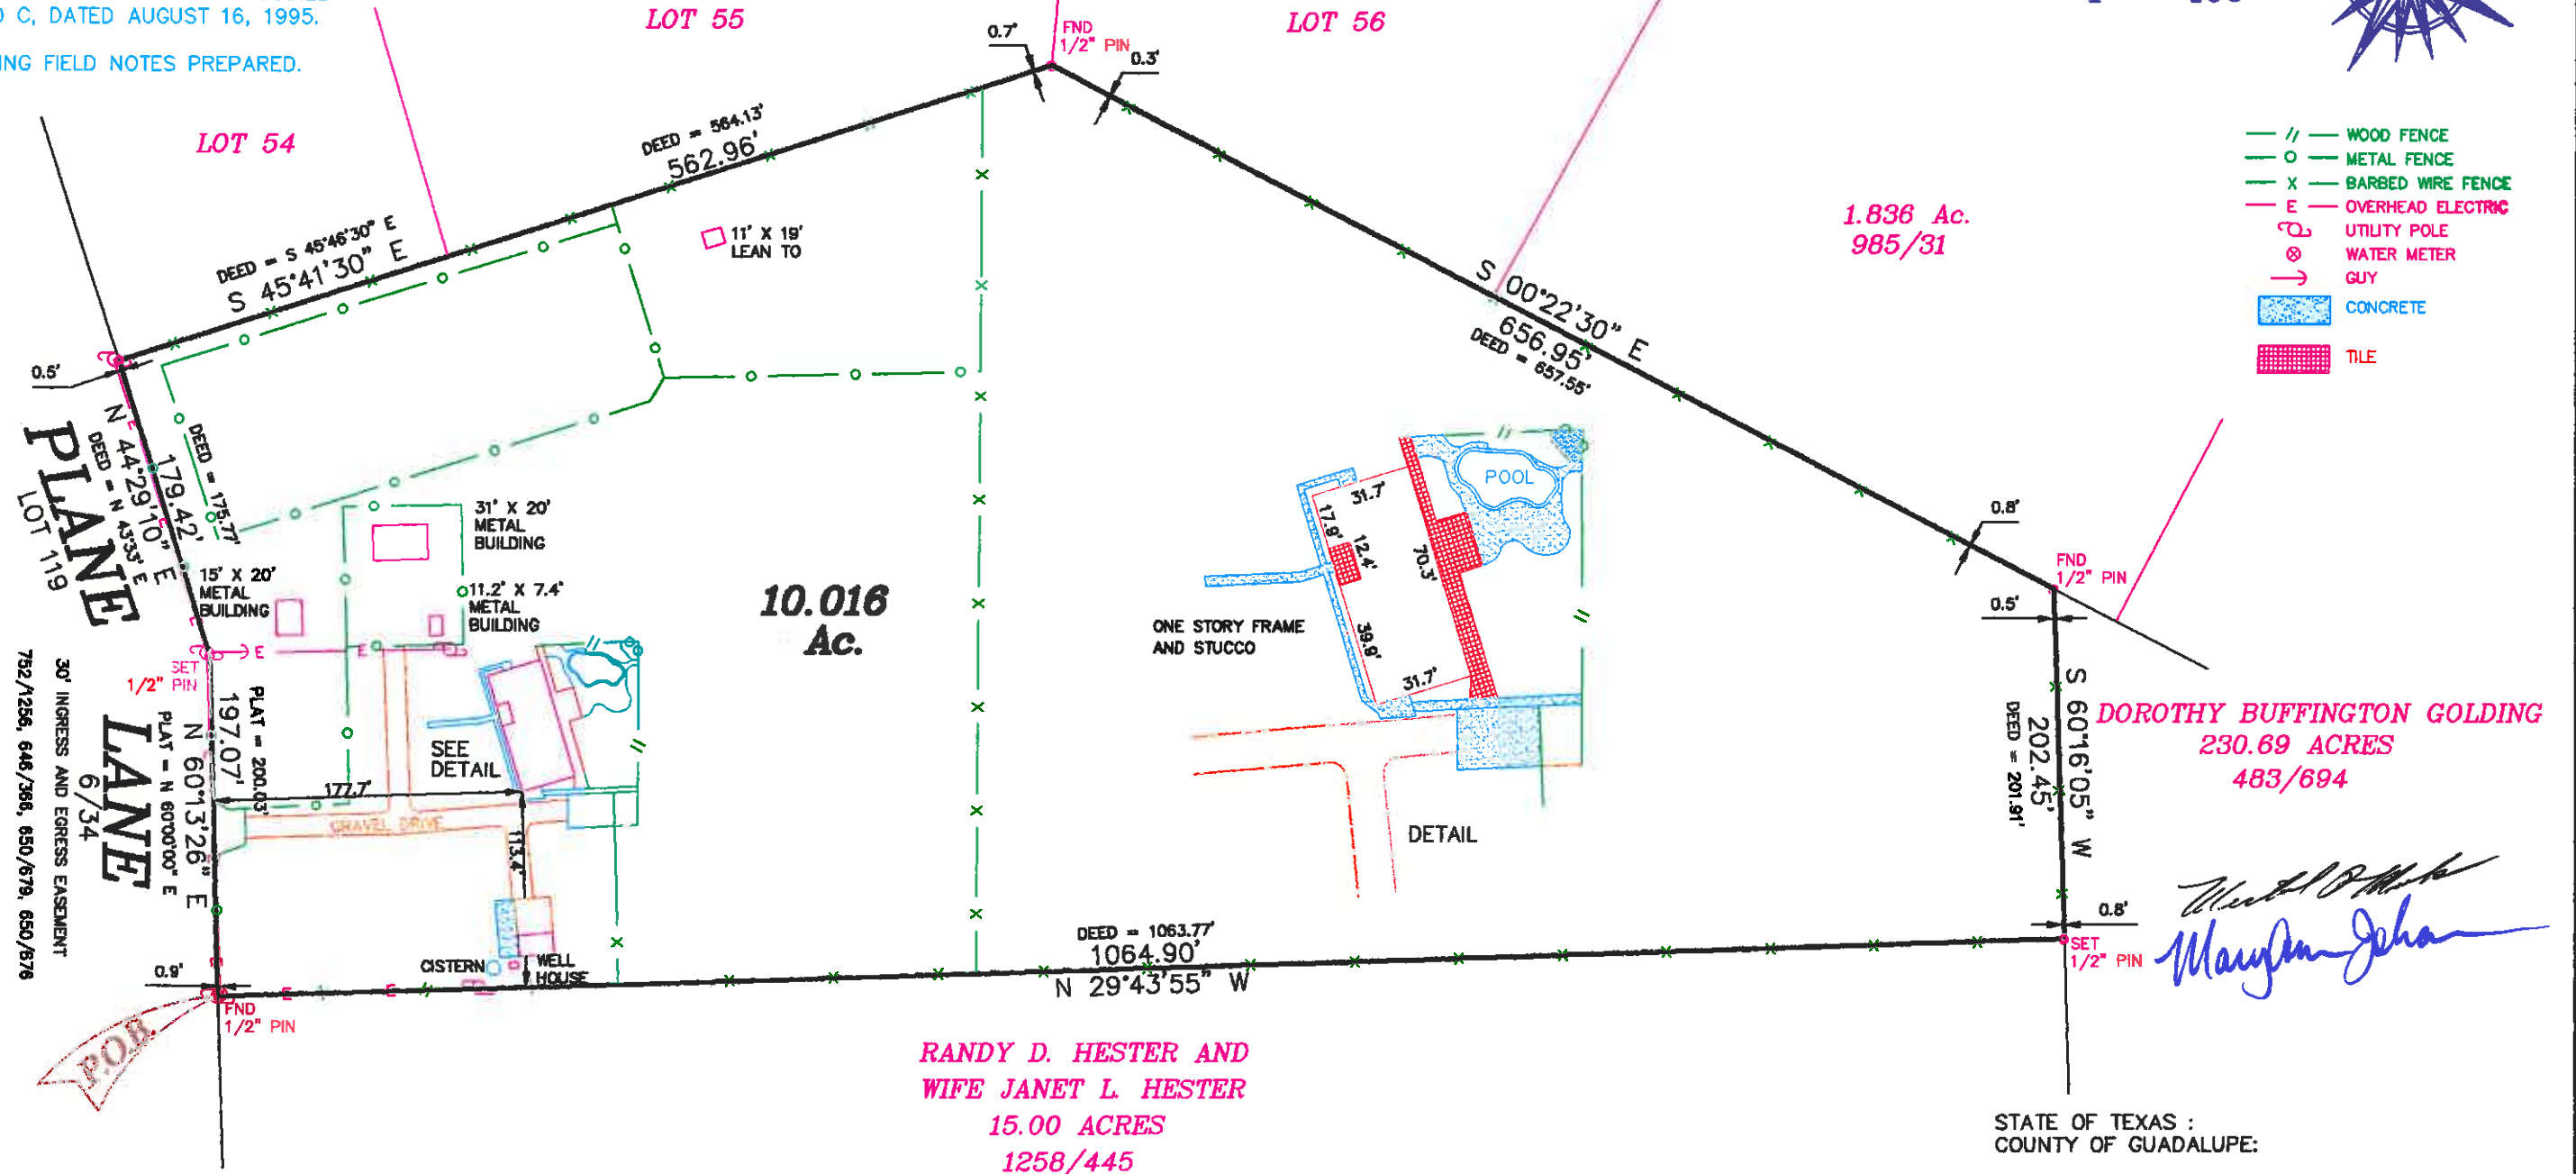 C, DATED AUGUST 16, 1995.
ING FIELD NOTES PREPARED.
LOT 55
LOT 56
LOT 54
0.7'
FND
1/2" PIN
0.3'
DEED = 564.13'
562.96'
DEED = S 45°46'30" E
S 45°41'30" E
11' X 19'
LEAN TO
WOOD FENCE
METAL FENCE
X BARBED WIRE FENCE
E OVERHEAD ELECTRIC
UTILITY POLE
WATER METER
GUY
CONCRETE
TILE
1.836 Ac.
985/31
S 00°22'30" E
656.95'
DEED = 657.55'
0.5'
N 44°29'10" E
179.42'
DEED = N 43°33' E
DEED = 175.77'
PLANE
LOT 119
31' X 20'
METAL
BUILDING
15' X 20'
METAL
BUILDING
11.2' X 7.4'
METAL
BUILDING
10.016
Ac.
POOL
31.7'
17.9'
12.4'
70.3'
39.9'
31.7'
ONE STORY FRAME
AND STUCCO
DETAIL
0.8'
FND
1/2" PIN
0.5'
S 60°16'05" W
202.45'
DEED = 201.91'
DOROTHY BUFFINGTON GOLDING
230.69 ACRES
483/694
E
E
SET
1/2" PIN
PLAT = 200.03'
197.07'
N 60°13'26" E
PLAT = N 60°00'00" E
LANE
6/34
30' INGRESS AND EGRESS EASEMENT
752/1256, 646/366, 650/679, 650/676
SEE
DETAIL
177.7'
GRAVEL DRIVE
113.4'
CISTERN
WELL
HOUSE
0.9'
FND
1/2" PIN
P.O.B.
DEED = 1063.77'
1064.90'
N 29°43'55" W
0.8'
SET
1/2" PIN
RANDY D. HESTER AND
WIFE JANET L. HESTER
15.00 ACRES
1258/445
STATE OF TEXAS :
COUNTY OF GUADALUPE: